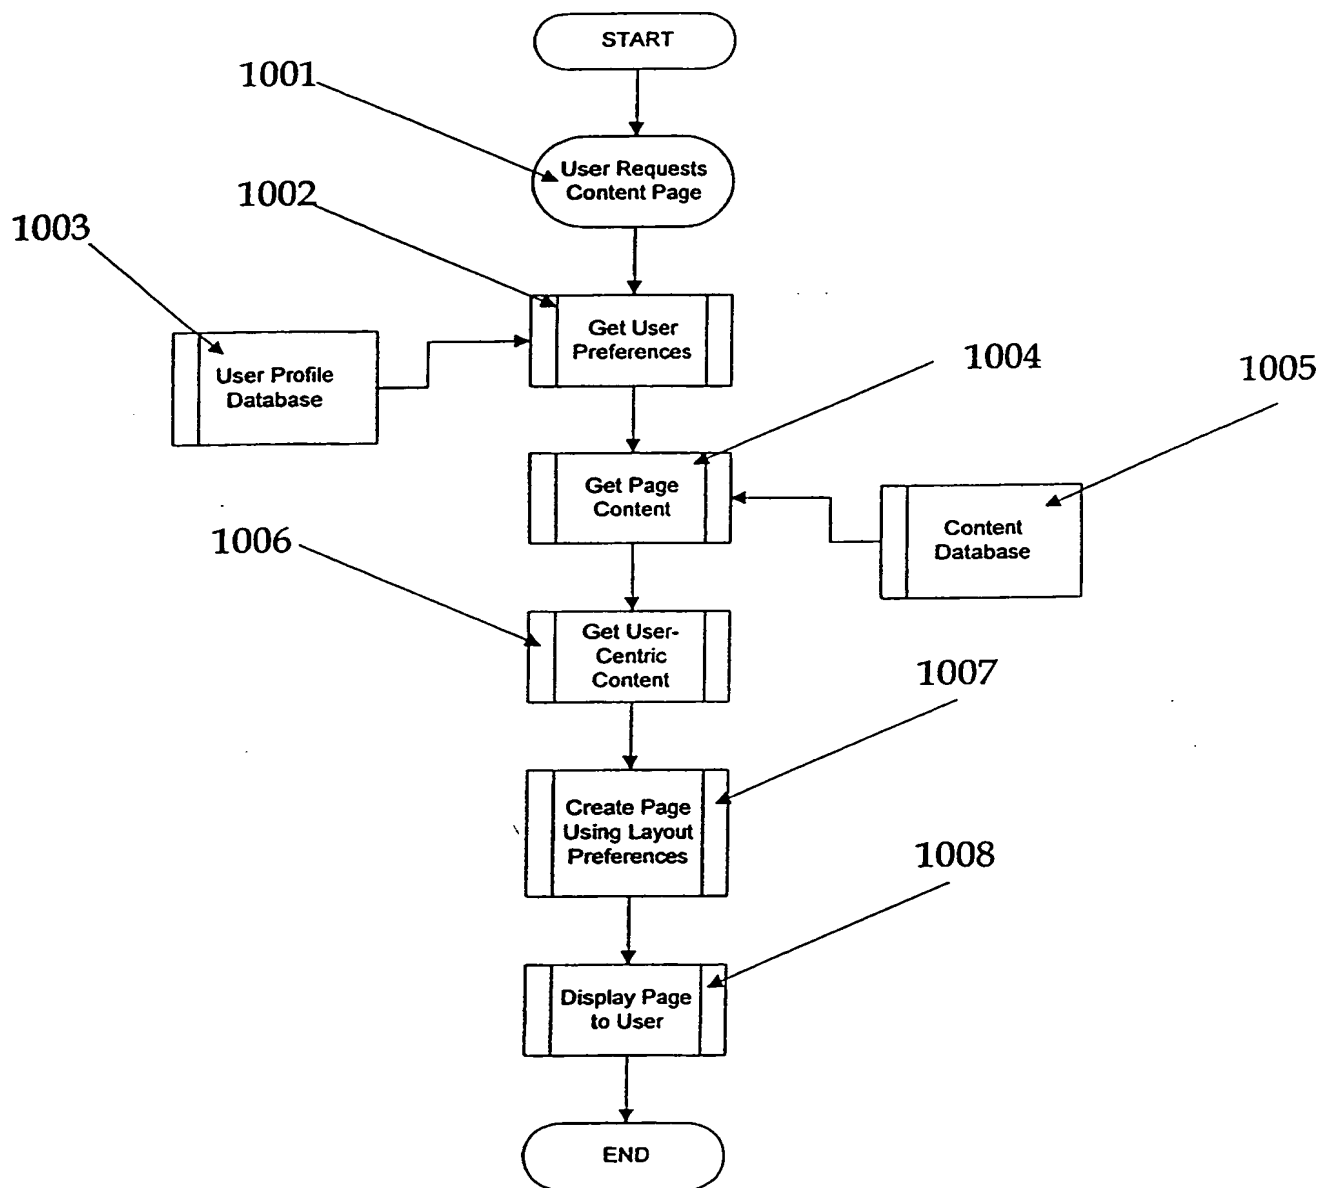 START
1001
User Requests
Content Page
1002
1003
Get User
Preferences
User Profile
Database
1004
1005
Get Page
Content
Content
Database
1006
Get User-
Centric
Content
1007
Create Page
Using Layout
Preferences
1008
Display Page
to User
END